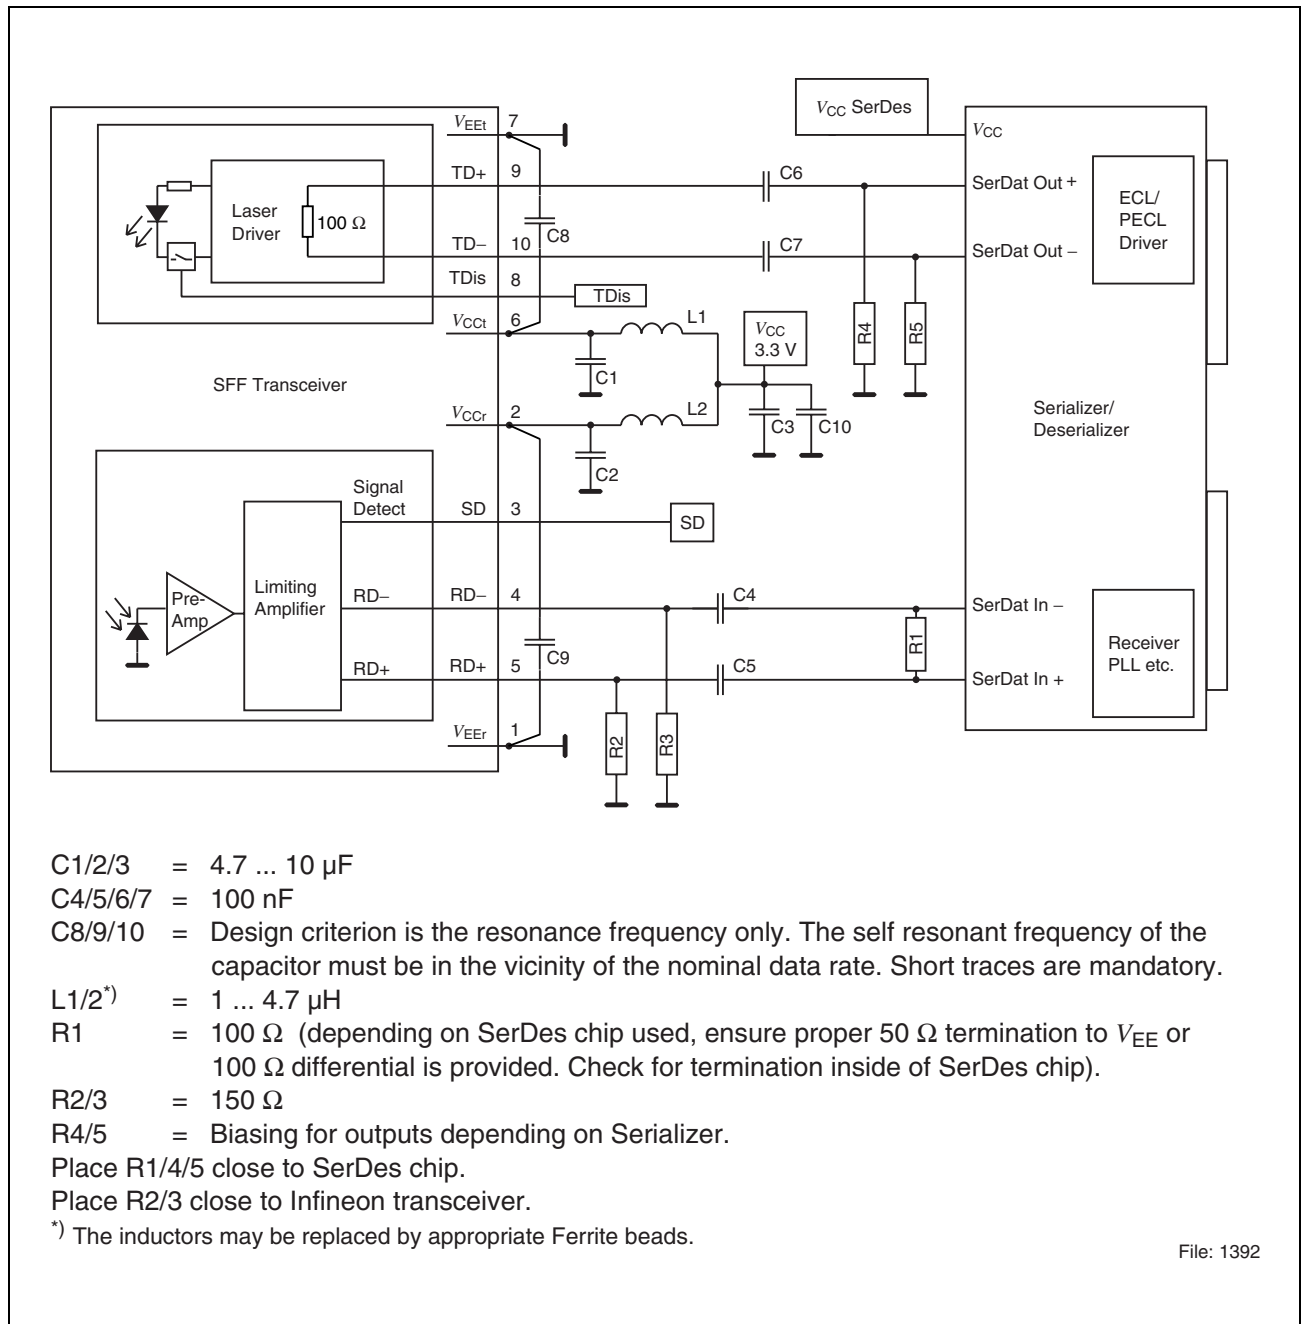 V_CC SerDes
V_EEt 7
V_CC
TD+ 9
C6
SerDat Out +
ECL/
PECL
Driver
Laser
Driver
100 Ω
C8
TD− 10
C7
SerDat Out −
TDis 8
TDis
V_CCt 6
L1
V_CC
3.3 V
R4
R5
C1
SFF Transceiver
V_CCr 2
L2
C3
C10
Serializer/
Deserializer
C2
Signal
Detect
SD 3
SD
Pre-
Amp
Limiting
Amplifier
RD−
RD− 4
C4
SerDat In −
R1
Receiver
PLL etc.
C9
RD+
RD+ 5
C5
SerDat In +
V_EEr 1
R2
R3
C1/2/3 = 4.7 ... 10 µF
C4/5/6/7 = 100 nF
C8/9/10 = Design criterion is the resonance frequency only. The self resonant frequency of the
capacitor must be in the vicinity of the nominal data rate. Short traces are mandatory.
L1/2*) = 1 ... 4.7 µH
R1 = 100 Ω (depending on SerDes chip used, ensure proper 50 Ω termination to V_EE or
100 Ω differential is provided. Check for termination inside of SerDes chip).
R2/3 = 150 Ω
R4/5 = Biasing for outputs depending on Serializer.
Place R1/4/5 close to SerDes chip.
Place R2/3 close to Infineon transceiver.
*) The inductors may be replaced by appropriate Ferrite beads.
File: 1392